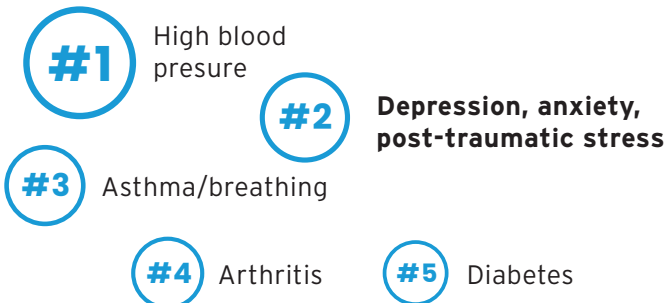 #1
High blood
presure
#2
Depression, anxiety,
post-traumatic stress
#3
Asthma/breathing
#4
Arthritis
#5
Diabetes